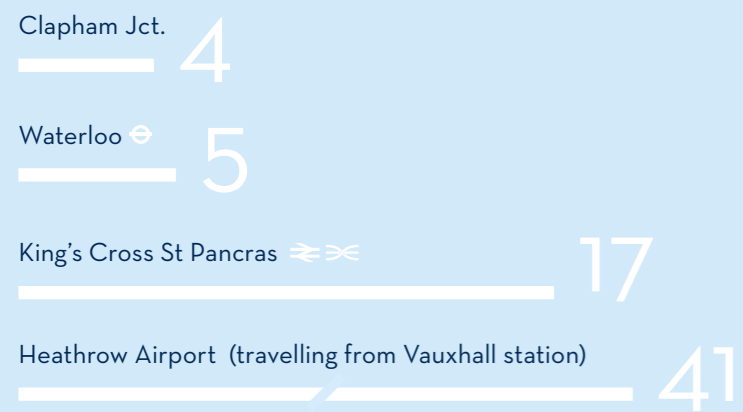 Clapham Jct.
4
Waterloo
5
King’s Cross St Pancras
17
Heathrow Airport (travelling from Vauxhall station)
41